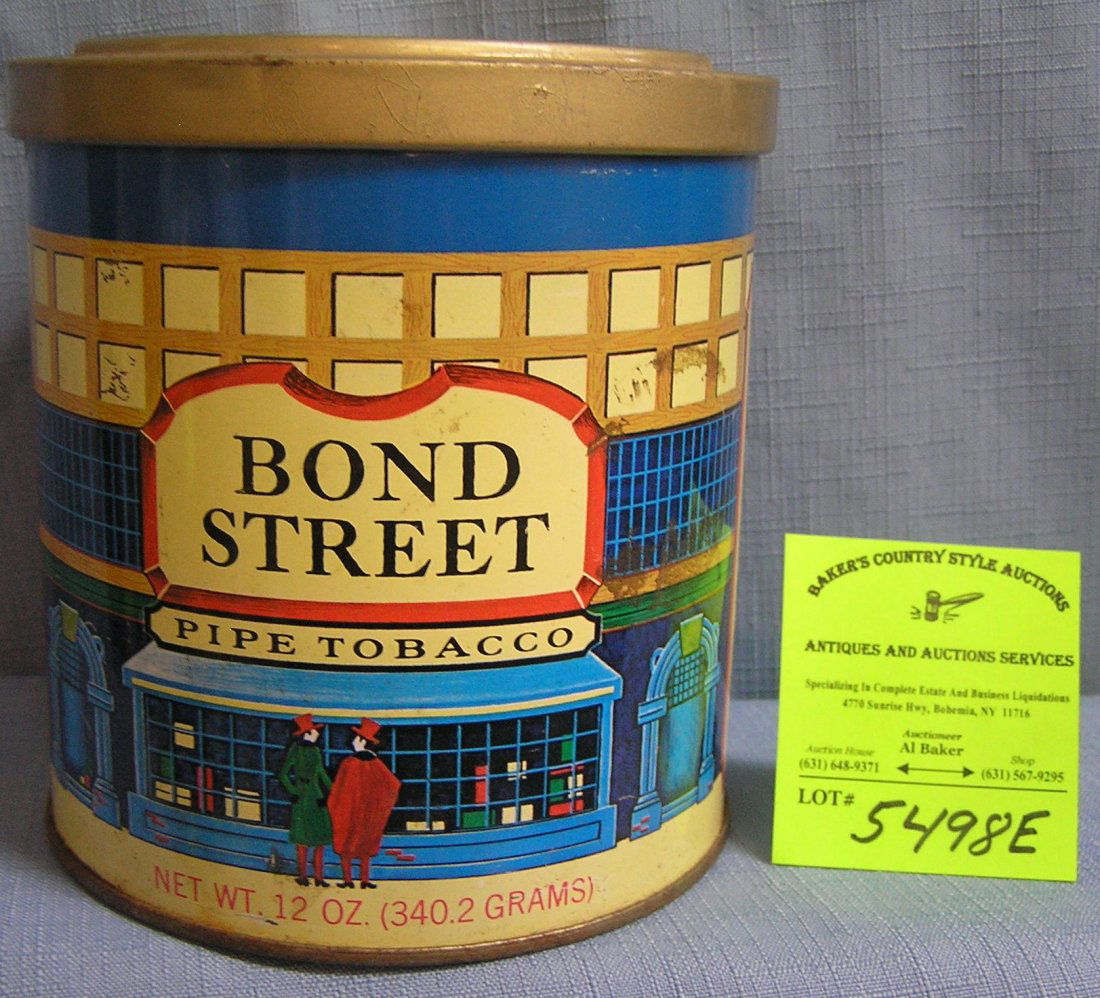 BOND
STREET
PIPE TOBACCO
NET WT. 12 OZ. (340.2 GRAMS)
BAKER'S COUNTRY STYLE AUCTIONS
ANTIQUES AND AUCTIONS SERVICES
Specializing In Complete Estate And Business Liquidations
4770 Sunrise Hwy, Bohemia, NY 11716
Auctioneer
Auction House Al Baker Shop
(631) 648-9371 (631) 567-9295
LOT# 5498E